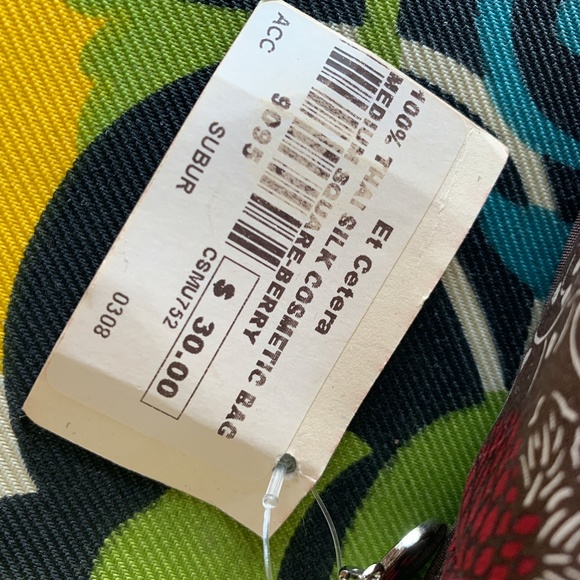 Et Cetera
100% THAI SILK COSMETIC BAG
MEDIUM SQUARE-BERRY
9095
ACC
SUBUR
CSMU752
$ 30.00
0308